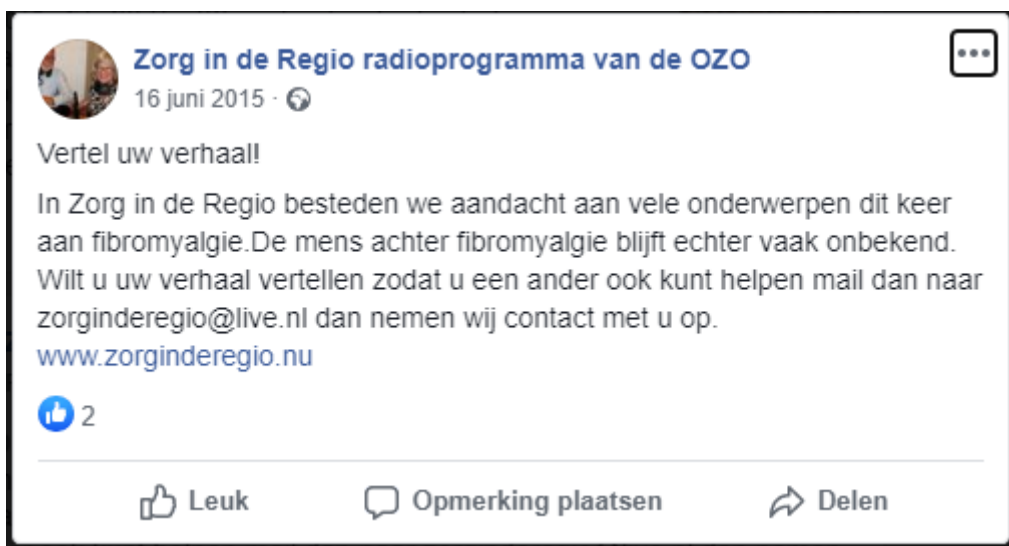 Zorg in de Regio radioprogramma van de OZO
16 juni 2015 ·
Vertel uw verhaal!
In Zorg in de Regio besteden we aandacht aan vele onderwerpen dit keer
aan fibromyalgie.De mens achter fibromyalgie blijft echter vaak onbekend.
Wilt u uw verhaal vertellen zodat u een ander ook kunt helpen mail dan naar
zorginderegio@live.nl dan nemen wij contact met u op.
www.zorginderegio.nu
2
Leuk Opmerking plaatsen Delen